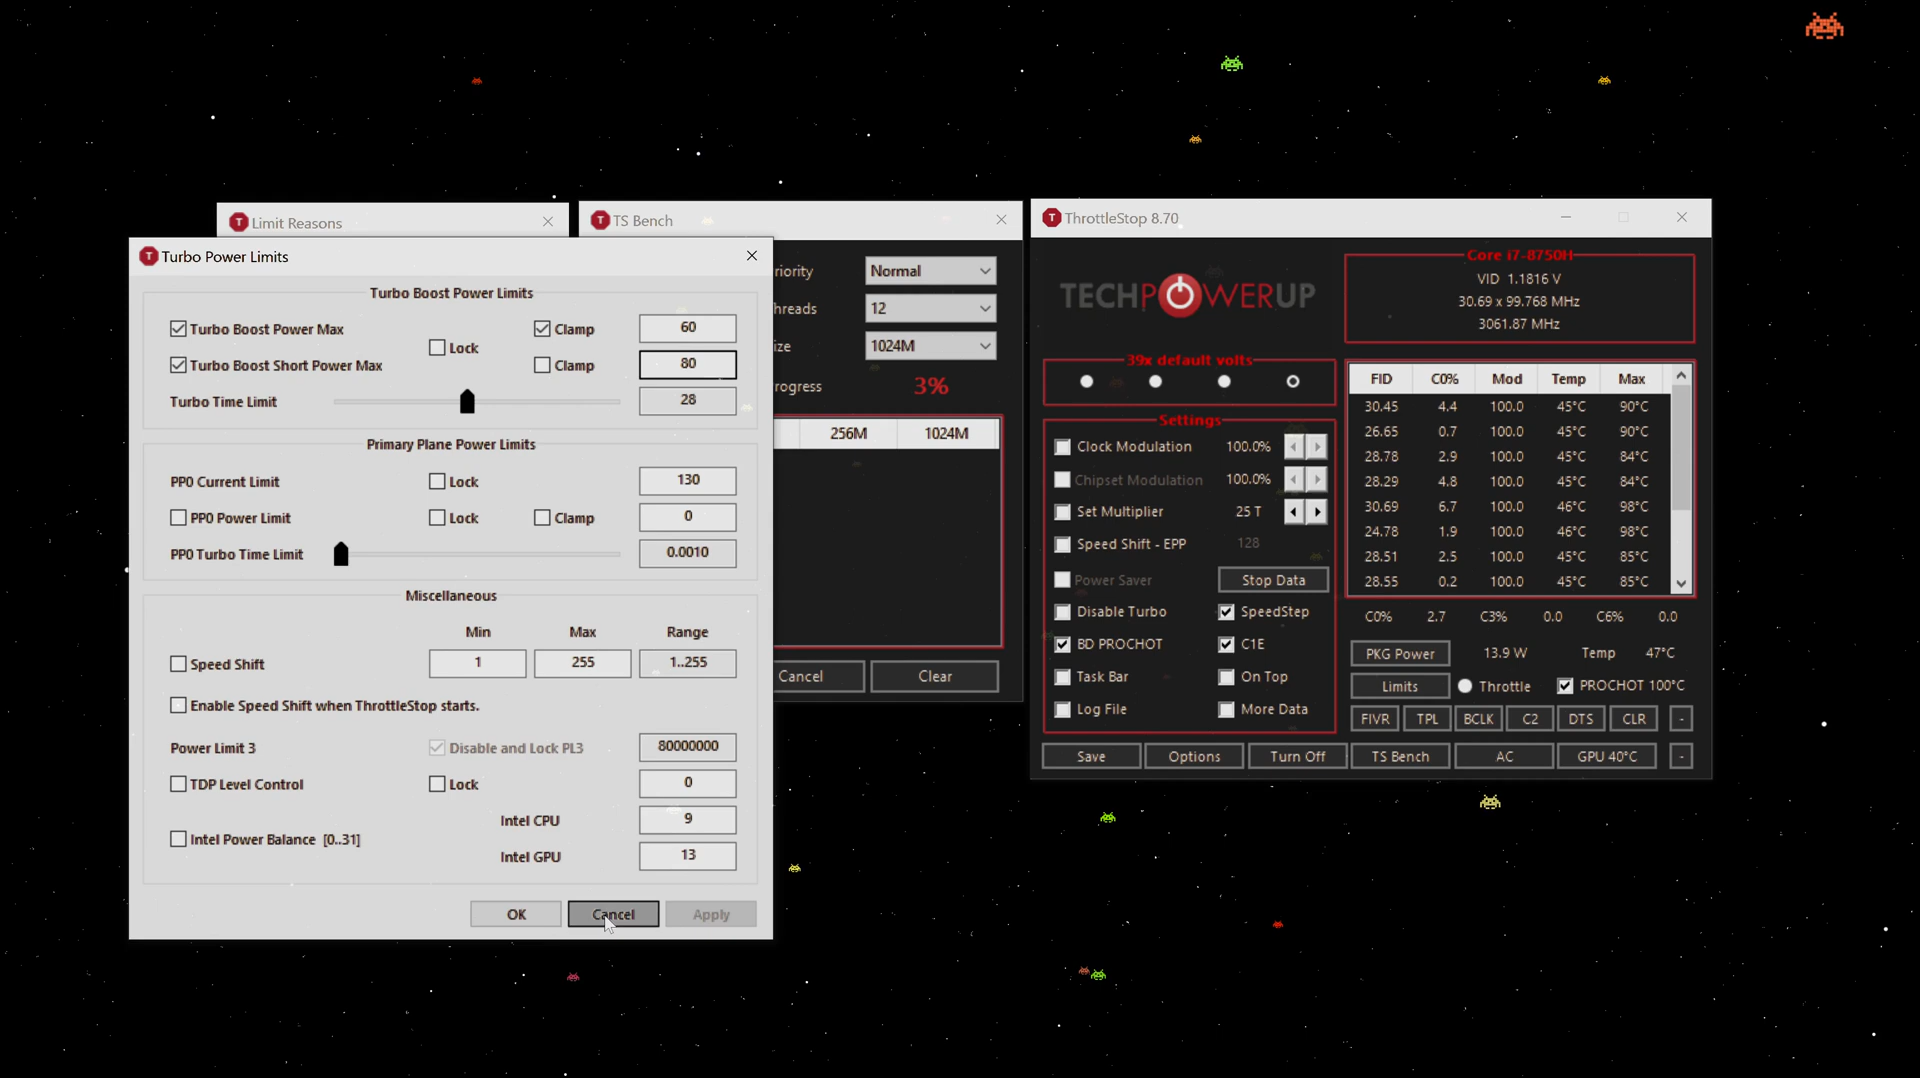 Limit Reasons
TS Bench
ThrottleStop 8.70
Turbo Power Limits
Turbo Boost Power Limits
Turbo Boost Power Max
Clamp
60
Lock
Turbo Boost Short Power Max
Clamp
80
Turbo Time Limit
28
Primary Plane Power Limits
PP0 Current Limit
Lock
130
PP0 Power Limit
Lock
Clamp
0
PP0 Turbo Time Limit
0.0010
Miscellaneous
Min Max Range
Speed Shift
1
255
1..255
Enable Speed Shift when ThrottleStop starts.
Power Limit 3
Disable and Lock PL3
80000000
TDP Level Control
Lock
0
Intel CPU
9
Intel Power Balance [0..31]
Intel GPU
13
OK
Cancel
Apply
riority
Normal
hreads
12
ize
1024M
rogress
3%
256M 1024M
Cancel
Clear
TECHPOWERUP
Core i7-8750H
VID 1.1816 V
30.69 x 99.768 MHz
3061.87 MHz
39x default volts
Settings
Clock Modulation 100.0%
Chipset Modulation 100.0%
Set Multiplier 25 T
Speed Shift - EPP 128
Power Saver
Stop Data
Disable Turbo
SpeedStep
BD PROCHOT
C1E
Task Bar
On Top
Log File
More Data
FID C0% Mod Temp Max
30.45 4.4 100.0 45°C 90°C
26.65 0.7 100.0 45°C 90°C
28.78 2.9 100.0 45°C 84°C
28.29 4.8 100.0 45°C 84°C
30.69 6.7 100.0 46°C 98°C
24.78 1.9 100.0 46°C 98°C
28.51 2.5 100.0 45°C 85°C
28.55 0.2 100.0 45°C 85°C
C0% 2.7 C3% 0.0 C6% 0.0
PKG Power 13.9 W Temp 47°C
Limits Throttle PROCHOT 100°C
FIVR TPL BCLK C2 DTS CLR -
Save Options Turn Off TS Bench AC GPU 40°C -